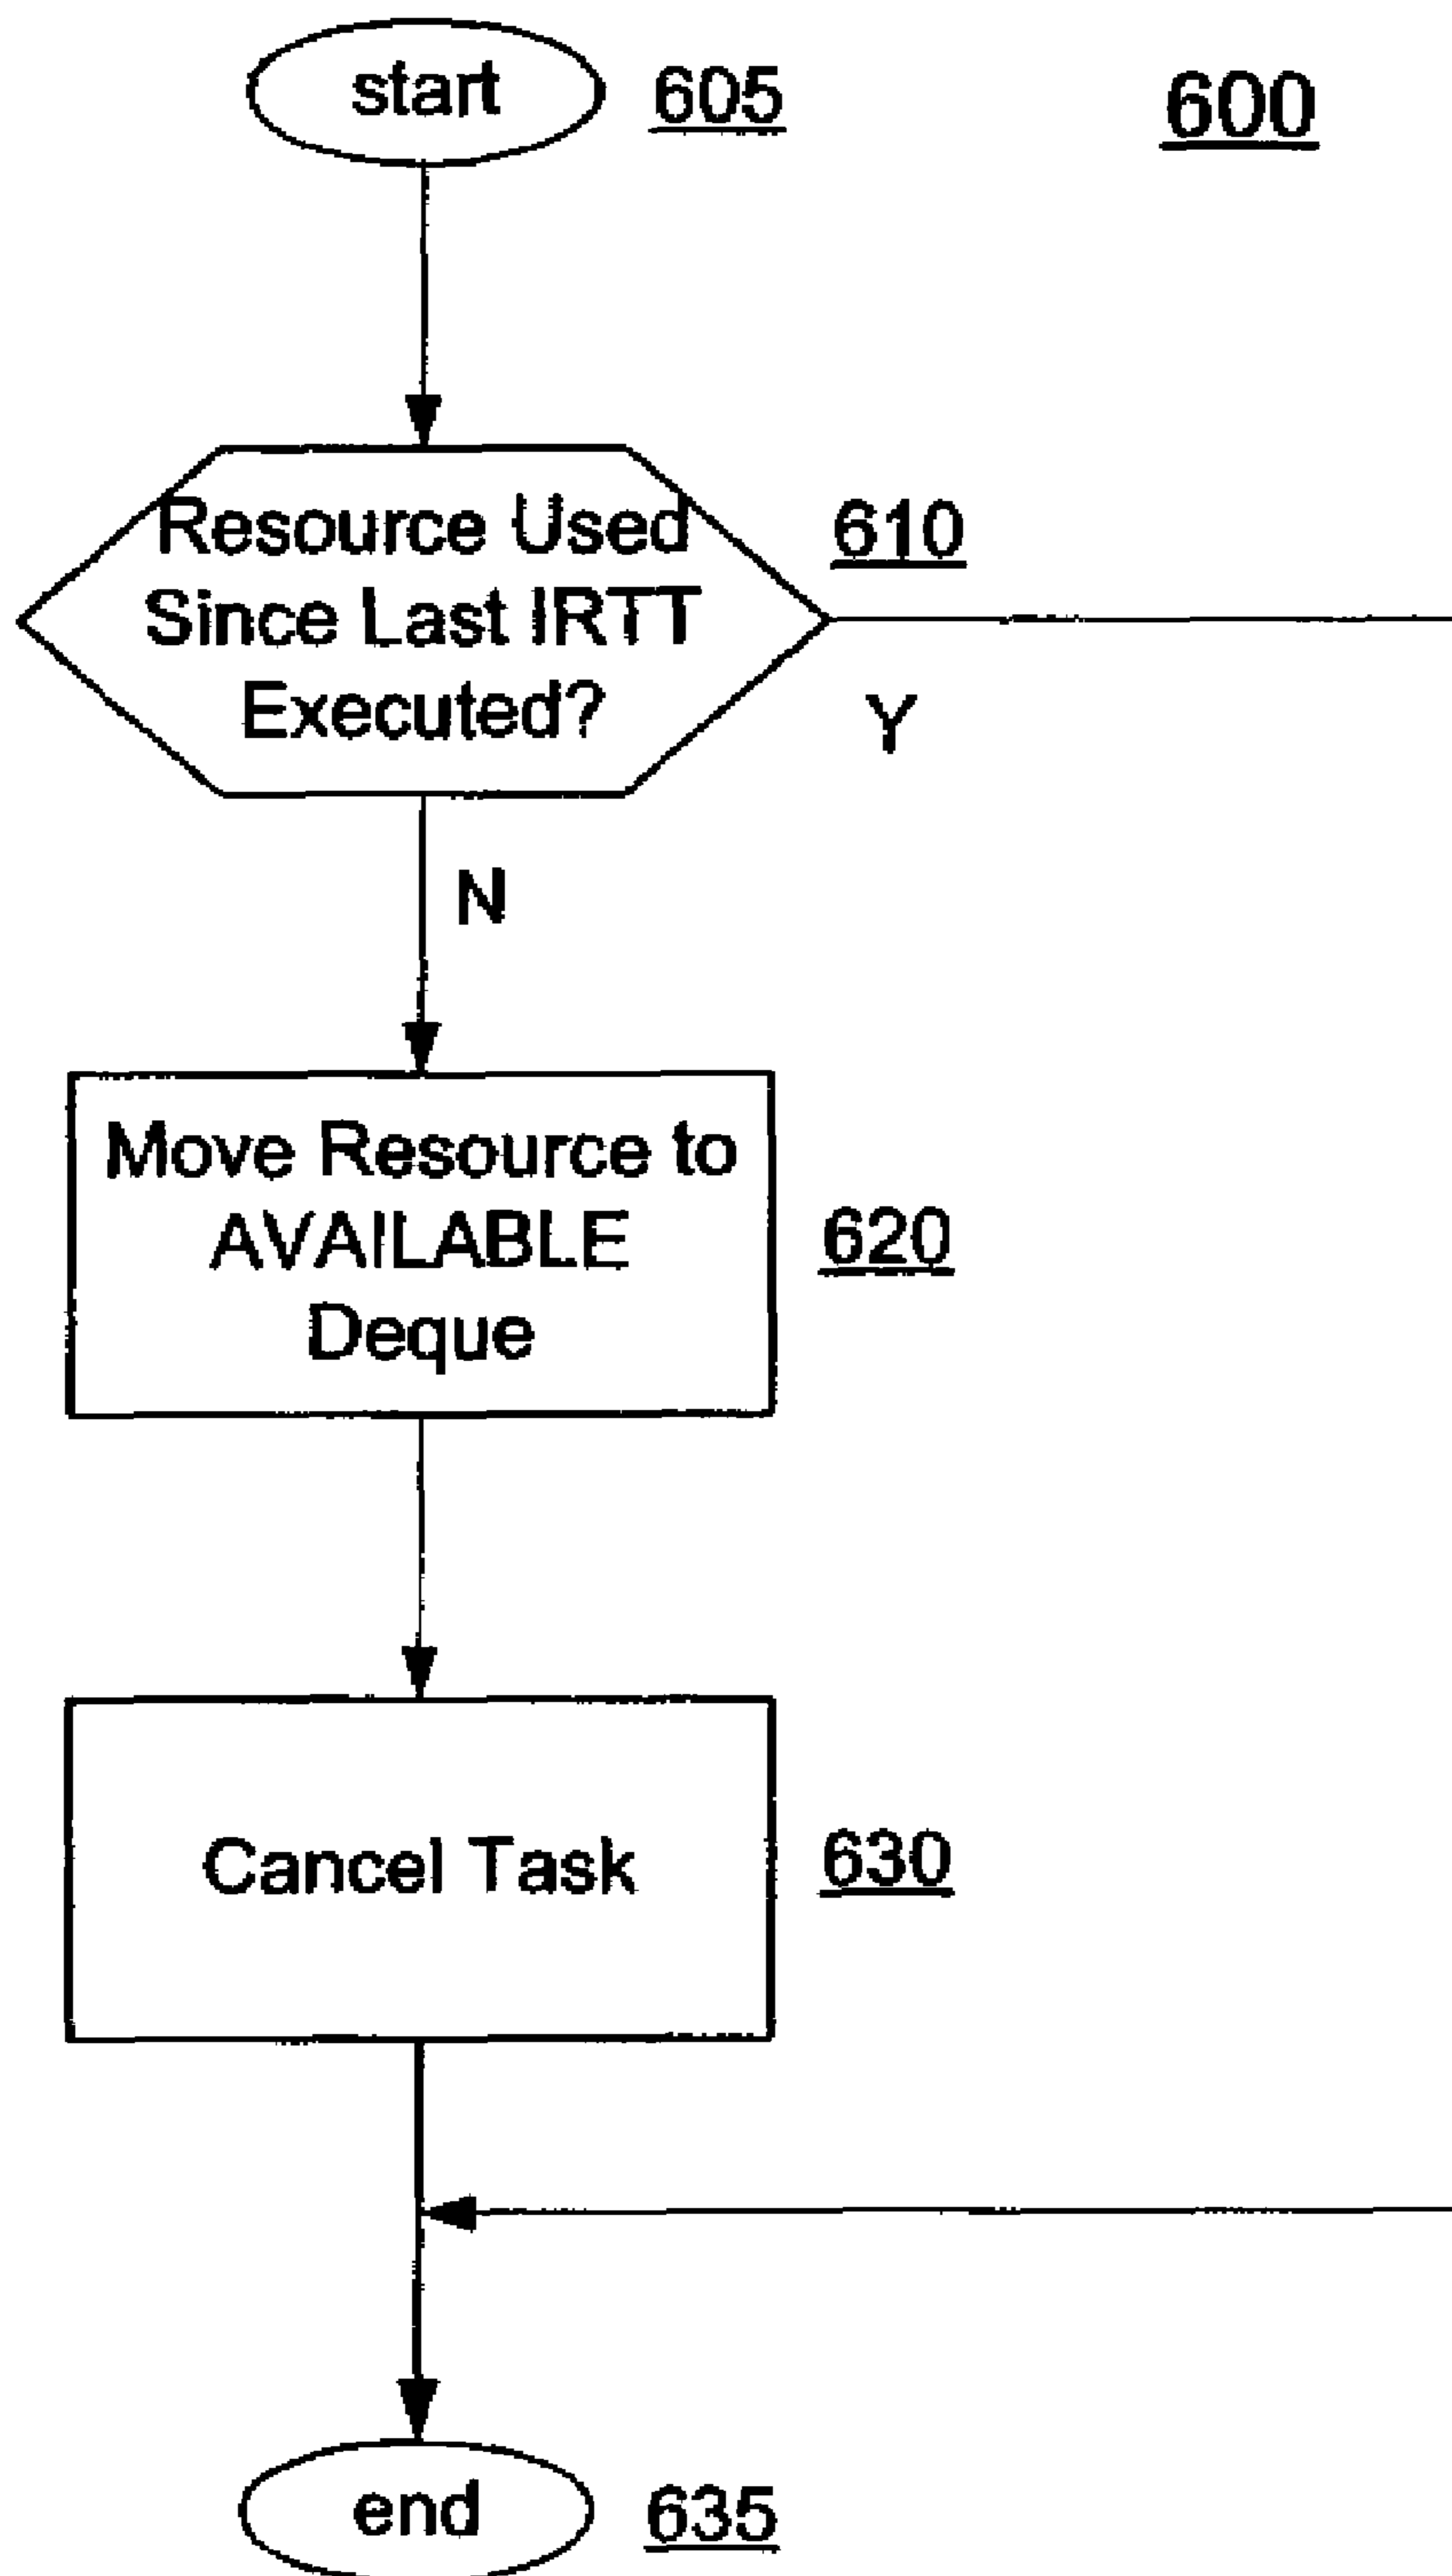 start
605
600
Resource Used
Since Last IRTT
Executed?
610
Y
N
Move Resource to
AVAILABLE
Deque
620
Cancel Task
630
end
635